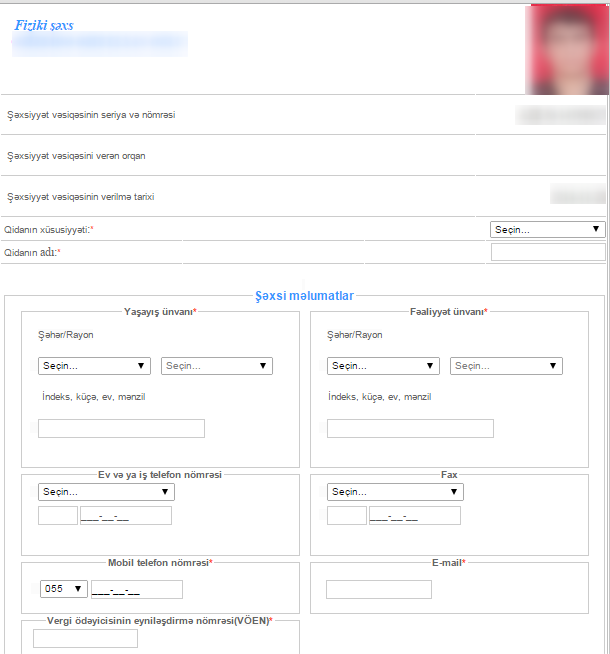 Fiziki şəxs
Şəxsiyyət vəsiqəsinin seriya və nömrəsi
Şəxsiyyət vəsiqəsini verən orqan
Şəxsiyyət vəsiqəsinin verilmə tarixi
Qidanın xüsusiyyəti:* Seçin...
Qidanın adı:*
Şəxsi məlumatlar
Yaşayış ünvanı*
Şəhər/Rayon
Seçin... Seçin...
İndeks, küçə, ev, mənzil
Fəaliyyət ünvanı*
Şəhər/Rayon
Seçin... Seçin...
İndeks, küçə, ev, mənzil
Ev və ya iş telefon nömrəsi
Seçin...
___-__-__
Fax
Seçin...
___-__-__
Mobil telefon nömrəsi*
055 ___-__-__
E-mail*
Vergi ödəyicisinin eyniləşdirmə nömrəsi(VÖEN)*